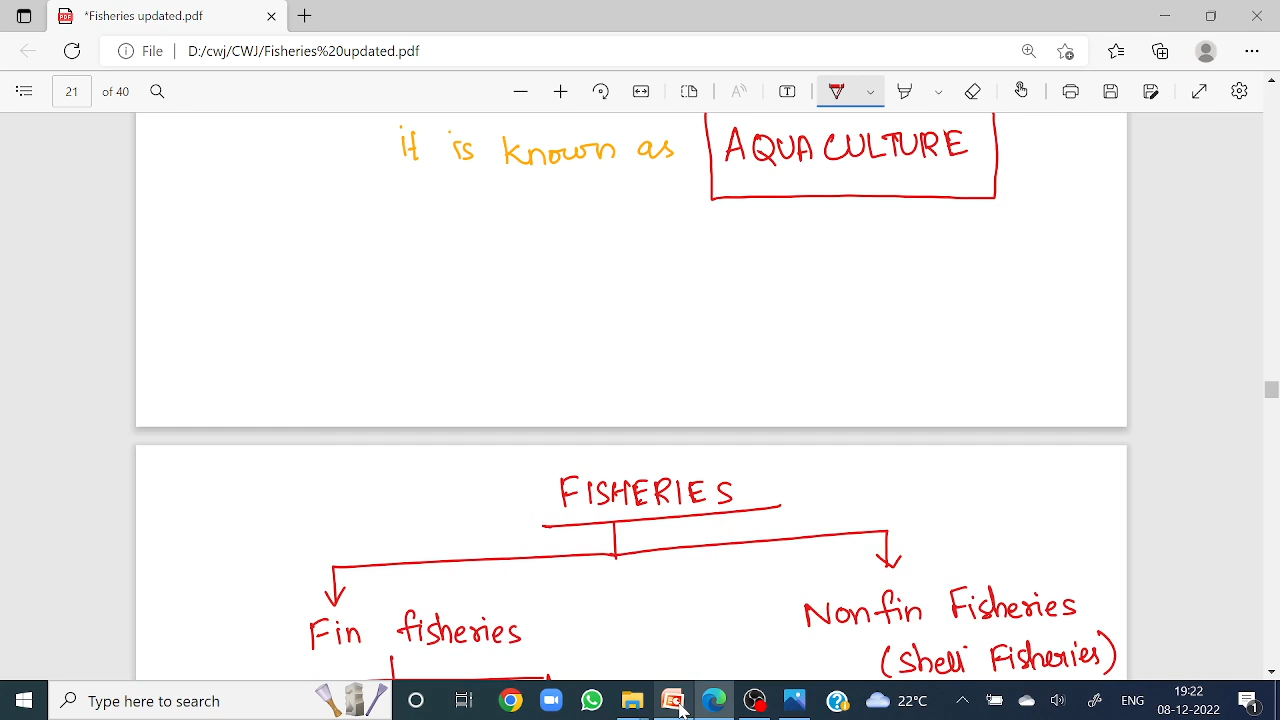 *Fisheries updated.pdf
File
D:/cwj/CWJ/Fisheries%20updated.pdf
21 of 40
it is known as AQUACULTURE
FISHERIES
Fin fisheries
Nonfin Fisheries
(Shell Fisheries)
Type here to search
22°C
ENG
19:22
08-12-2022
1